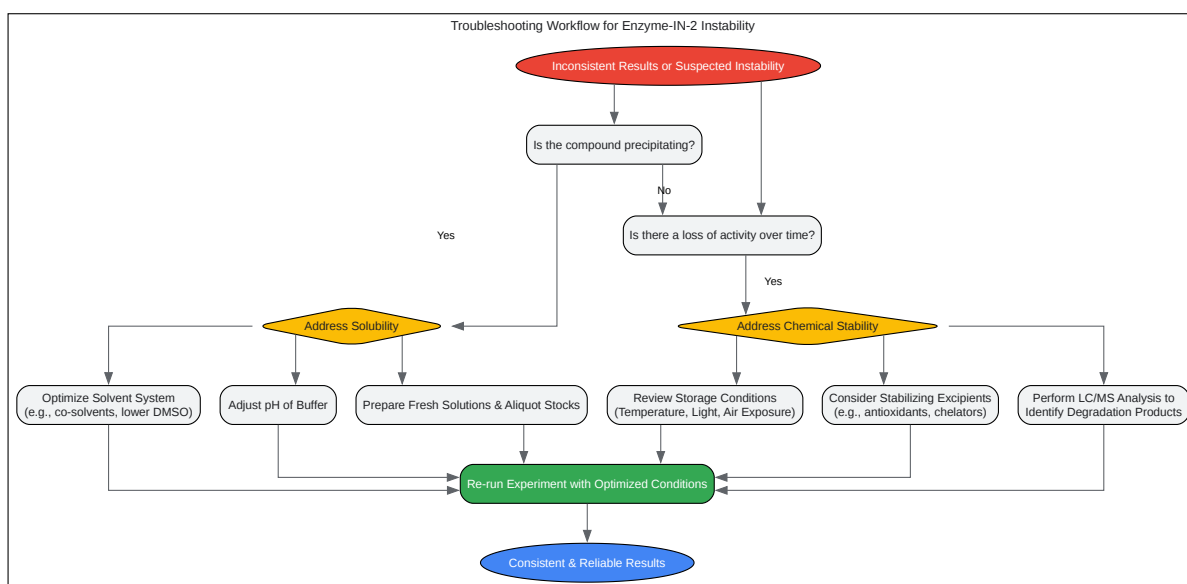 Troubleshooting Workflow for Enzyme-IN-2 Instability
Inconsistent Results or Suspected Instability
Is the compound precipitating?
No
Yes
Is there a loss of activity over time?
Yes
Address Solubility
Address Chemical Stability
Optimize Solvent System
(e.g., co-solvents, lower DMSO)
Adjust pH of Buffer
Prepare Fresh Solutions & Aliquot Stocks
Review Storage Conditions
(Temperature, Light, Air Exposure)
Consider Stabilizing Excipients
(e.g., antioxidants, chelators)
Perform LC/MS Analysis to
Identify Degradation Products
Re-run Experiment with Optimized Conditions
Consistent & Reliable Results